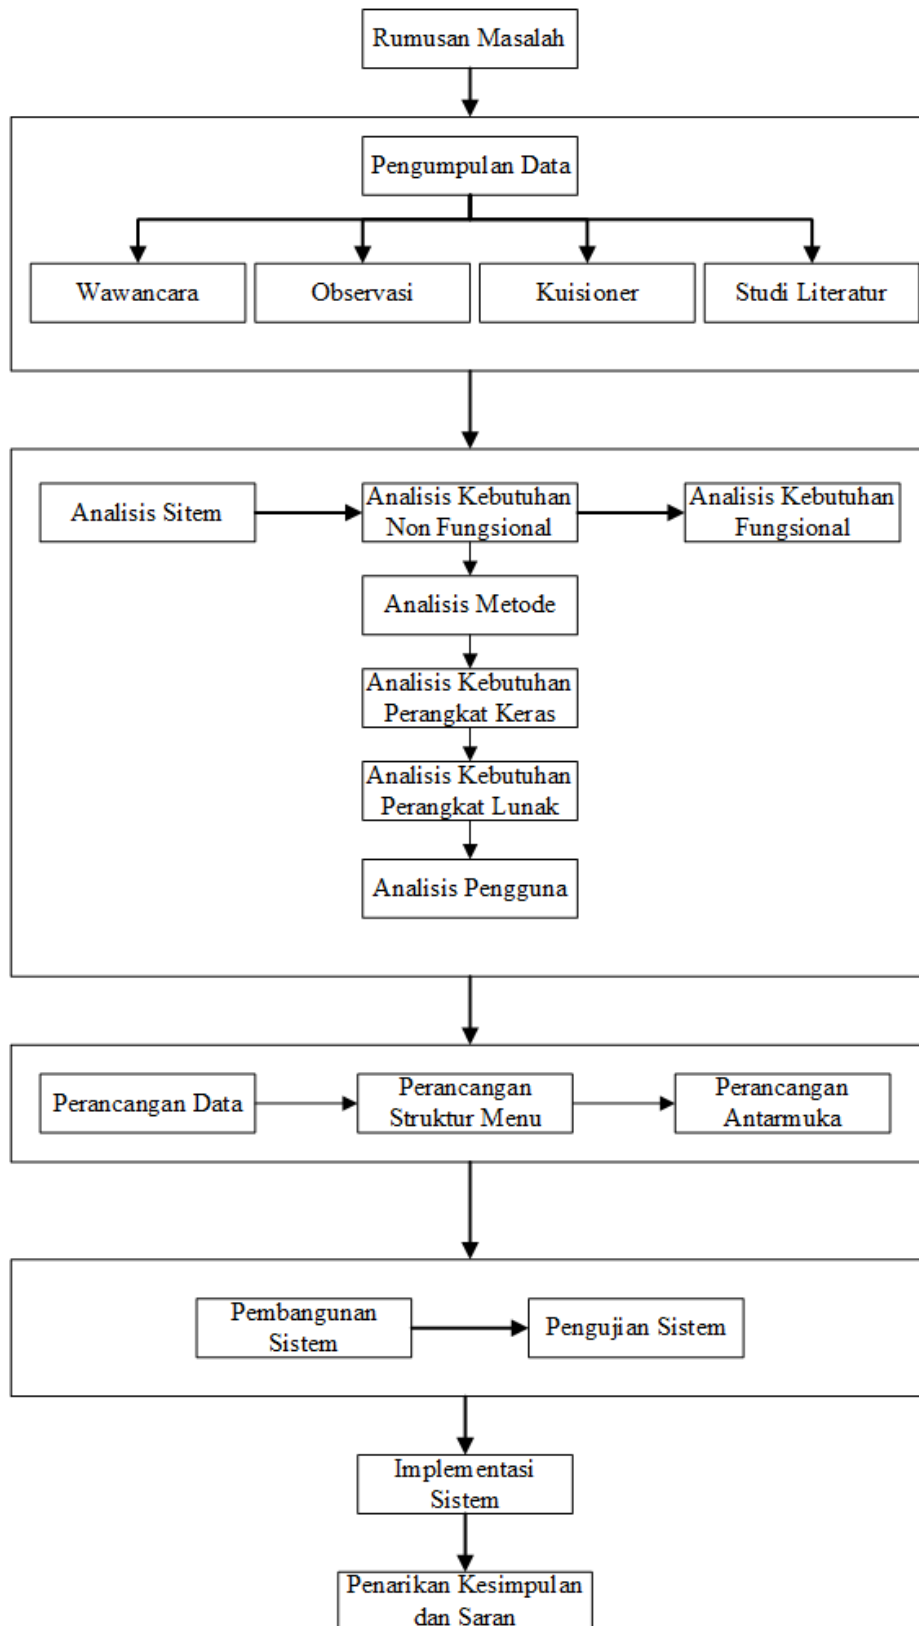 Rumusan Masalah
Pengumpulan Data
Wawancara
Observasi
Kuisioner
Studi Literatur
Analisis Sitem
Analisis Kebutuhan
Non Fungsional
Analisis Kebutuhan
Fungsional
Analisis Metode
Analisis Kebutuhan
Perangkat Keras
Analisis Kebutuhan
Perangkat Lunak
Analisis Pengguna
Perancangan Data
Perancangan
Struktur Menu
Perancangan
Antarmuka
Pembangunan
Sistem
Pengujian Sistem
Implementasi
Sistem
Penarikan Kesimpulan
dan Saran